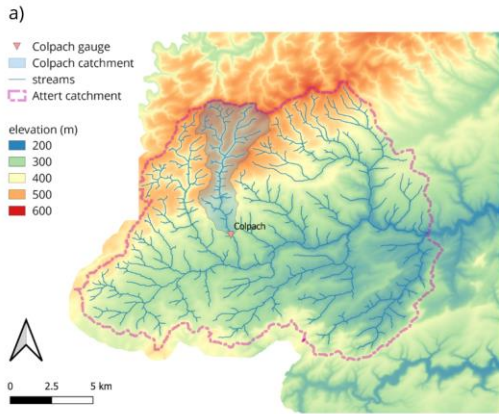 a)
Colpach gauge
Colpach catchment
streams
Attert catchment
elevation (m)
200
300
400
500
600
Colpach
0 2.5 5 km